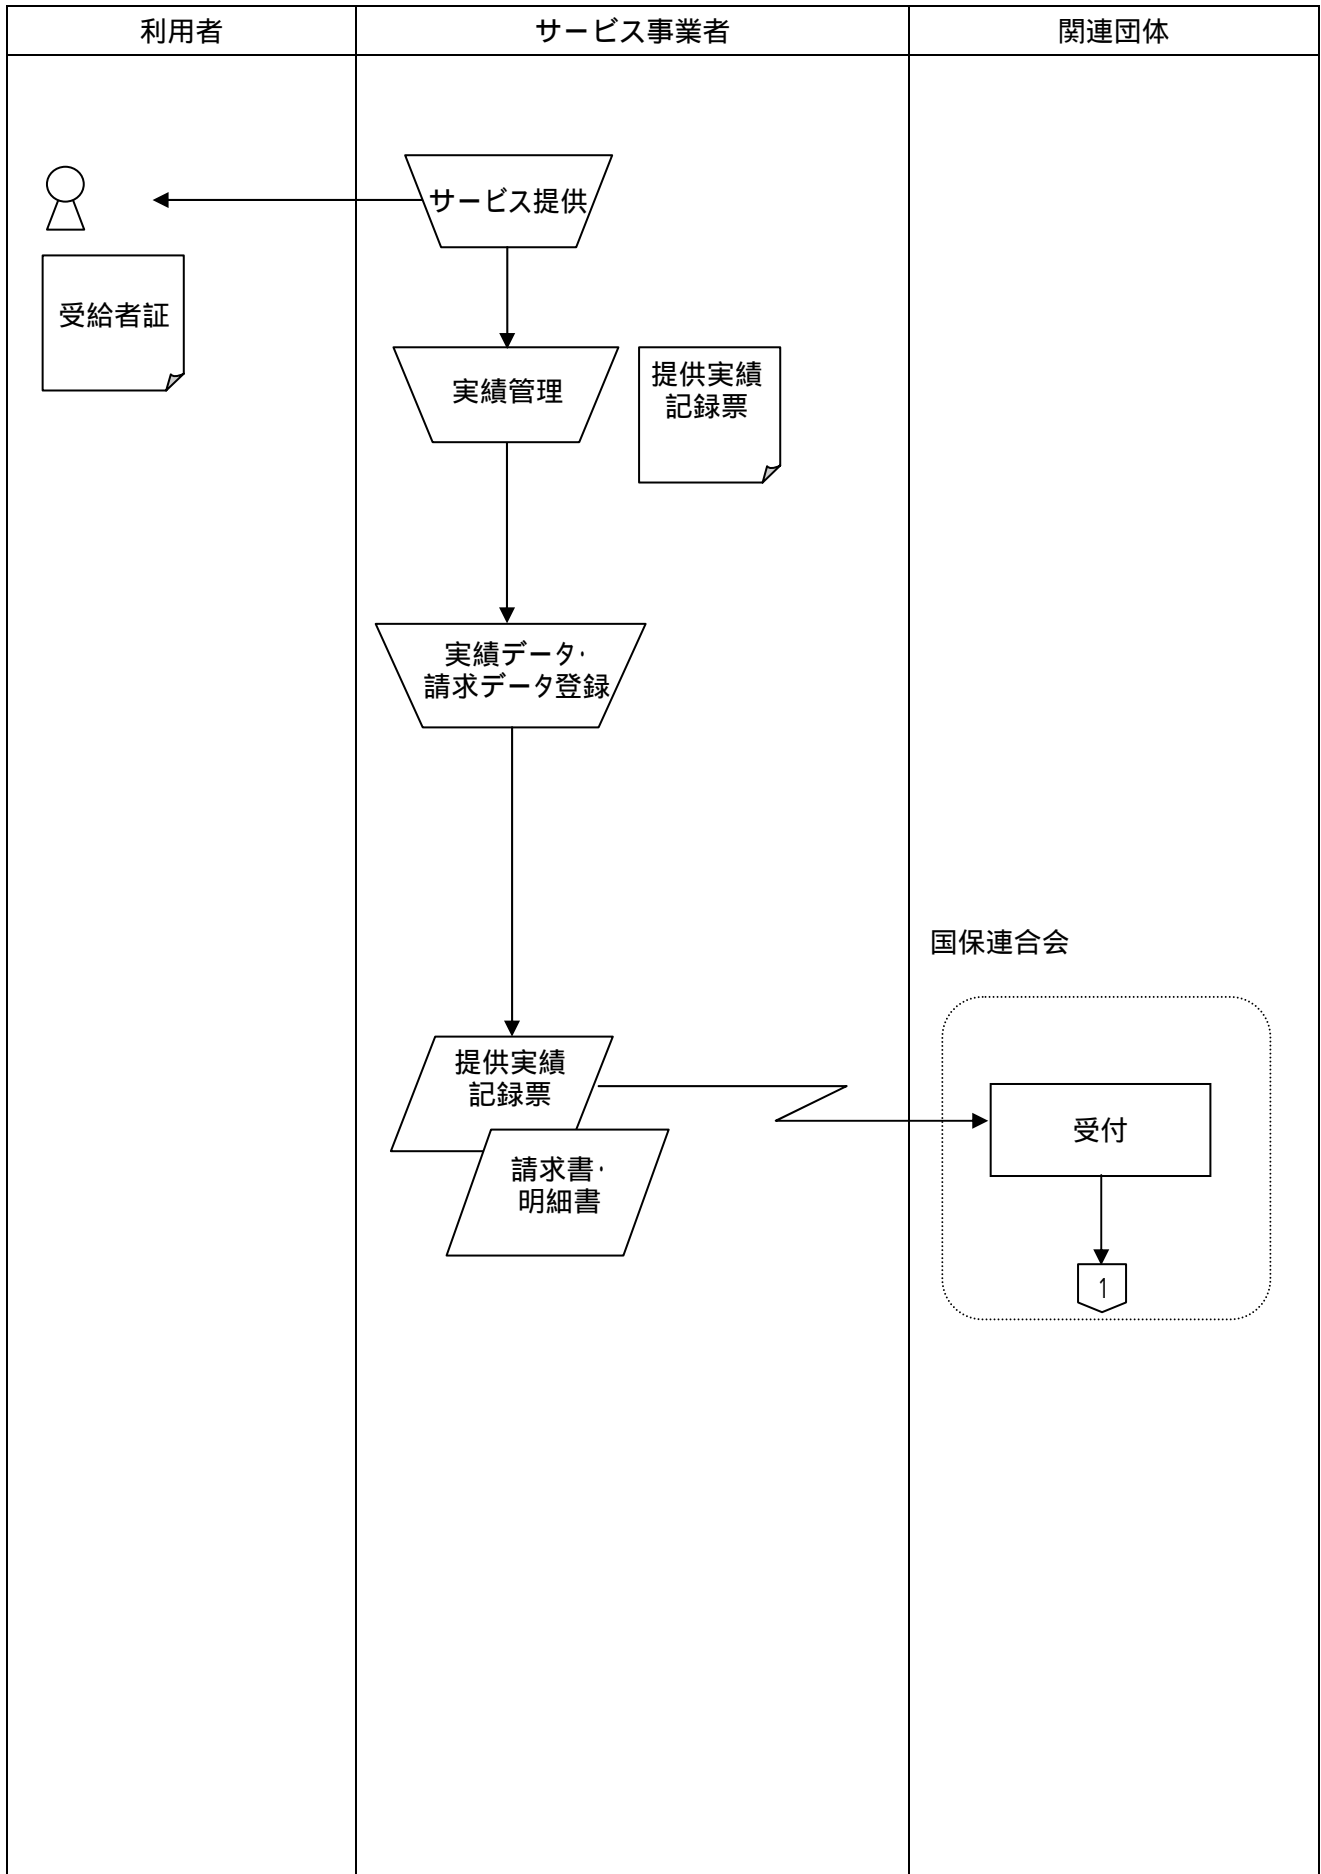 利用者
サービス事業者
関連団体
サービス提供
受給者証
実績管理
提供実績
記録票
実績データ・
請求データ登録
国保連合会
提供実績
記録票
受付
請求書・
明細書
1